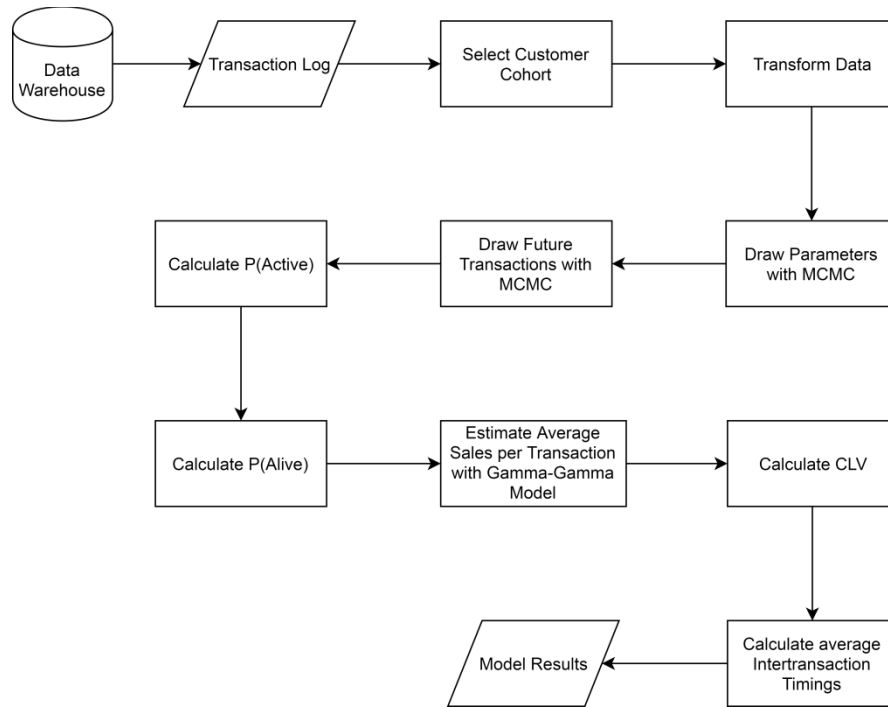 Data
Warehouse
Transaction Log
Select Customer
Cohort
Transform Data
Draw Parameters
with MCMC
Draw Future
Transactions with
MCMC
Calculate P(Active)
Calculate P(Alive)
Estimate Average
Sales per Transaction
with Gamma-Gamma
Model
Calculate CLV
Calculate average
Intertransaction
Timings
Model Results